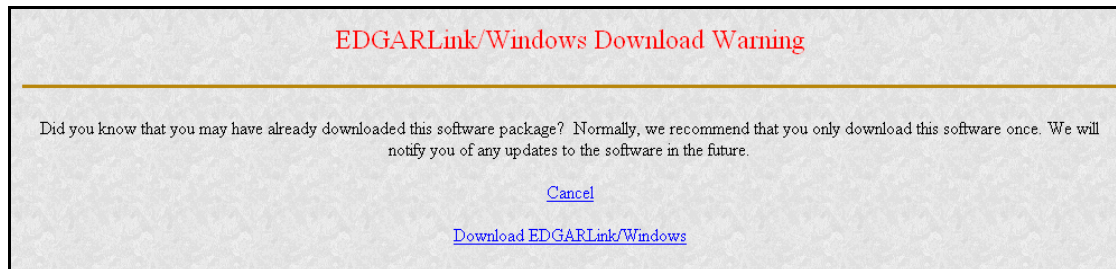 EDGARLink/Windows Download Warning
Did you know that you may have already downloaded this software package?  Normally, we recommend that you only download this software once. We will
notify you of any updates to the software in the future.
Cancel
Download EDGARLink/Windows